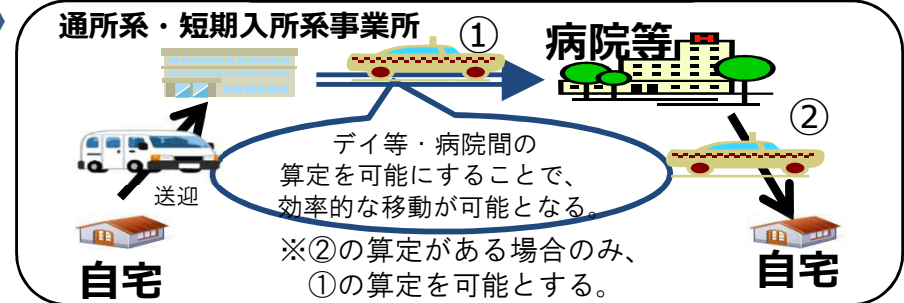 通所系・短期入所系事業所
①
病院等
②
デイ等・病院間の
算定を可能にすることで、
効率的な移動が可能となる。
送迎
自宅
※②の算定がある場合のみ、
①の算定を可能とする。
自宅